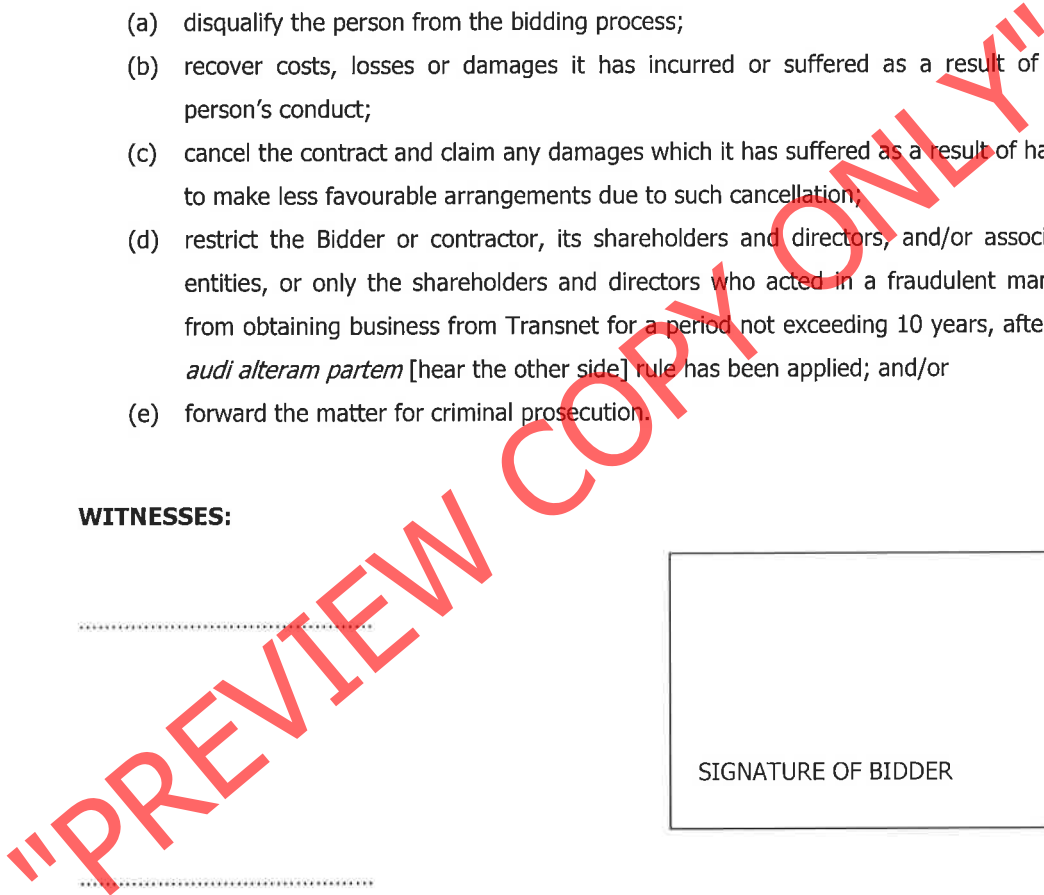 (a) disqualify the person from the bidding process;
(b) recover costs, losses or damages it has incurred or suffered as a result of
person's conduct;
(c) cancel the contract and claim any damages which it has suffered as a result of ha
to make less favourable arrangements due to such cancellation;
(d) restrict the Bidder or contractor, its shareholders and directors, and/or associ
entities, or only the shareholders and directors who acted in a fraudulent mar
from obtaining business from Transnet for a period not exceeding 10 years, afte
audi alteram partem [hear the other side] rule has been applied; and/or
(e) forward the matter for criminal prosecution.
WITNESSES:
SIGNATURE OF BIDDER
"PREVIEW COPY ONLY"